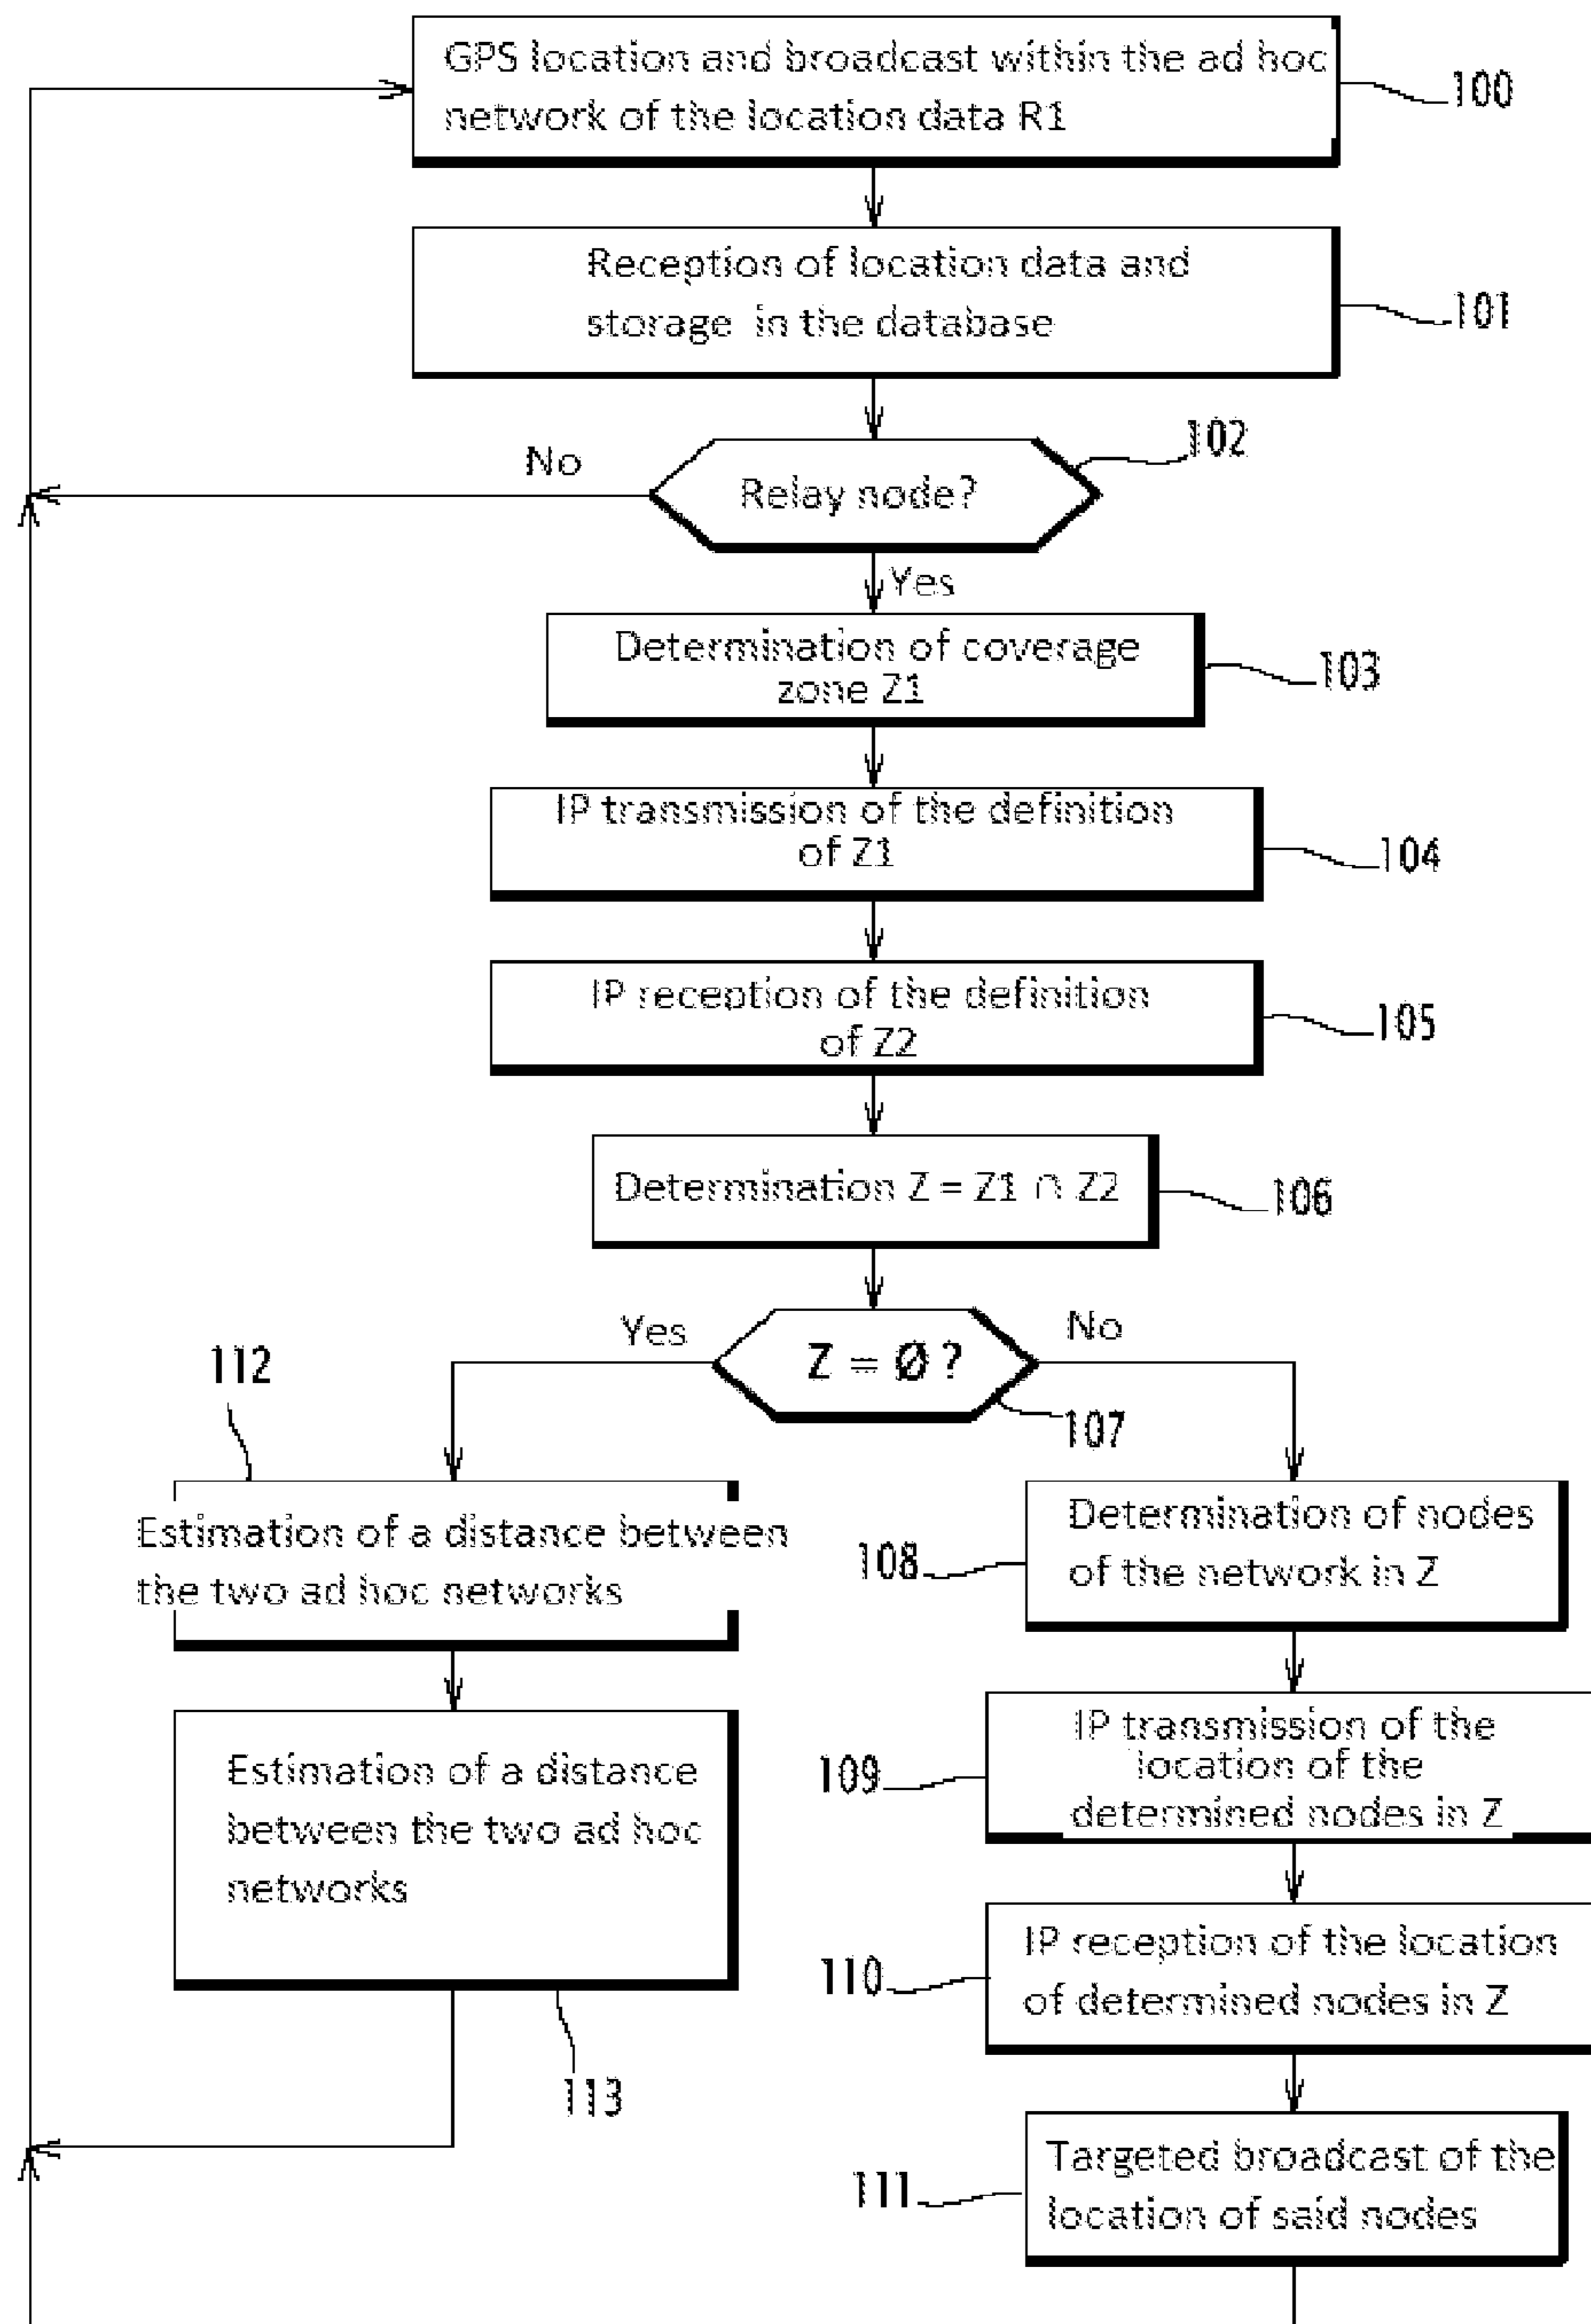 GPS location and broadcast within the ad hoc
network of the location data R1
100
Reception of location data and
storage in the database
101
102
No
Relay node?
Yes
Determination of coverage
zone Z1
103
IP transmission of the definition
of Z1
104
IP reception of the definition
of Z2
105
Determination Z = Z1 ∩ Z2
106
Yes
No
Z = Ø ?
107
112
Estimation of a distance between
the two ad hoc networks
108
Determination of nodes
of the network in Z
Estimation of a distance
between the two ad hoc
networks
113
109
IP transmission of the
location of the
determined nodes in Z
110
IP reception of the location
of determined nodes in Z
111
Targeted broadcast of the
location of said nodes